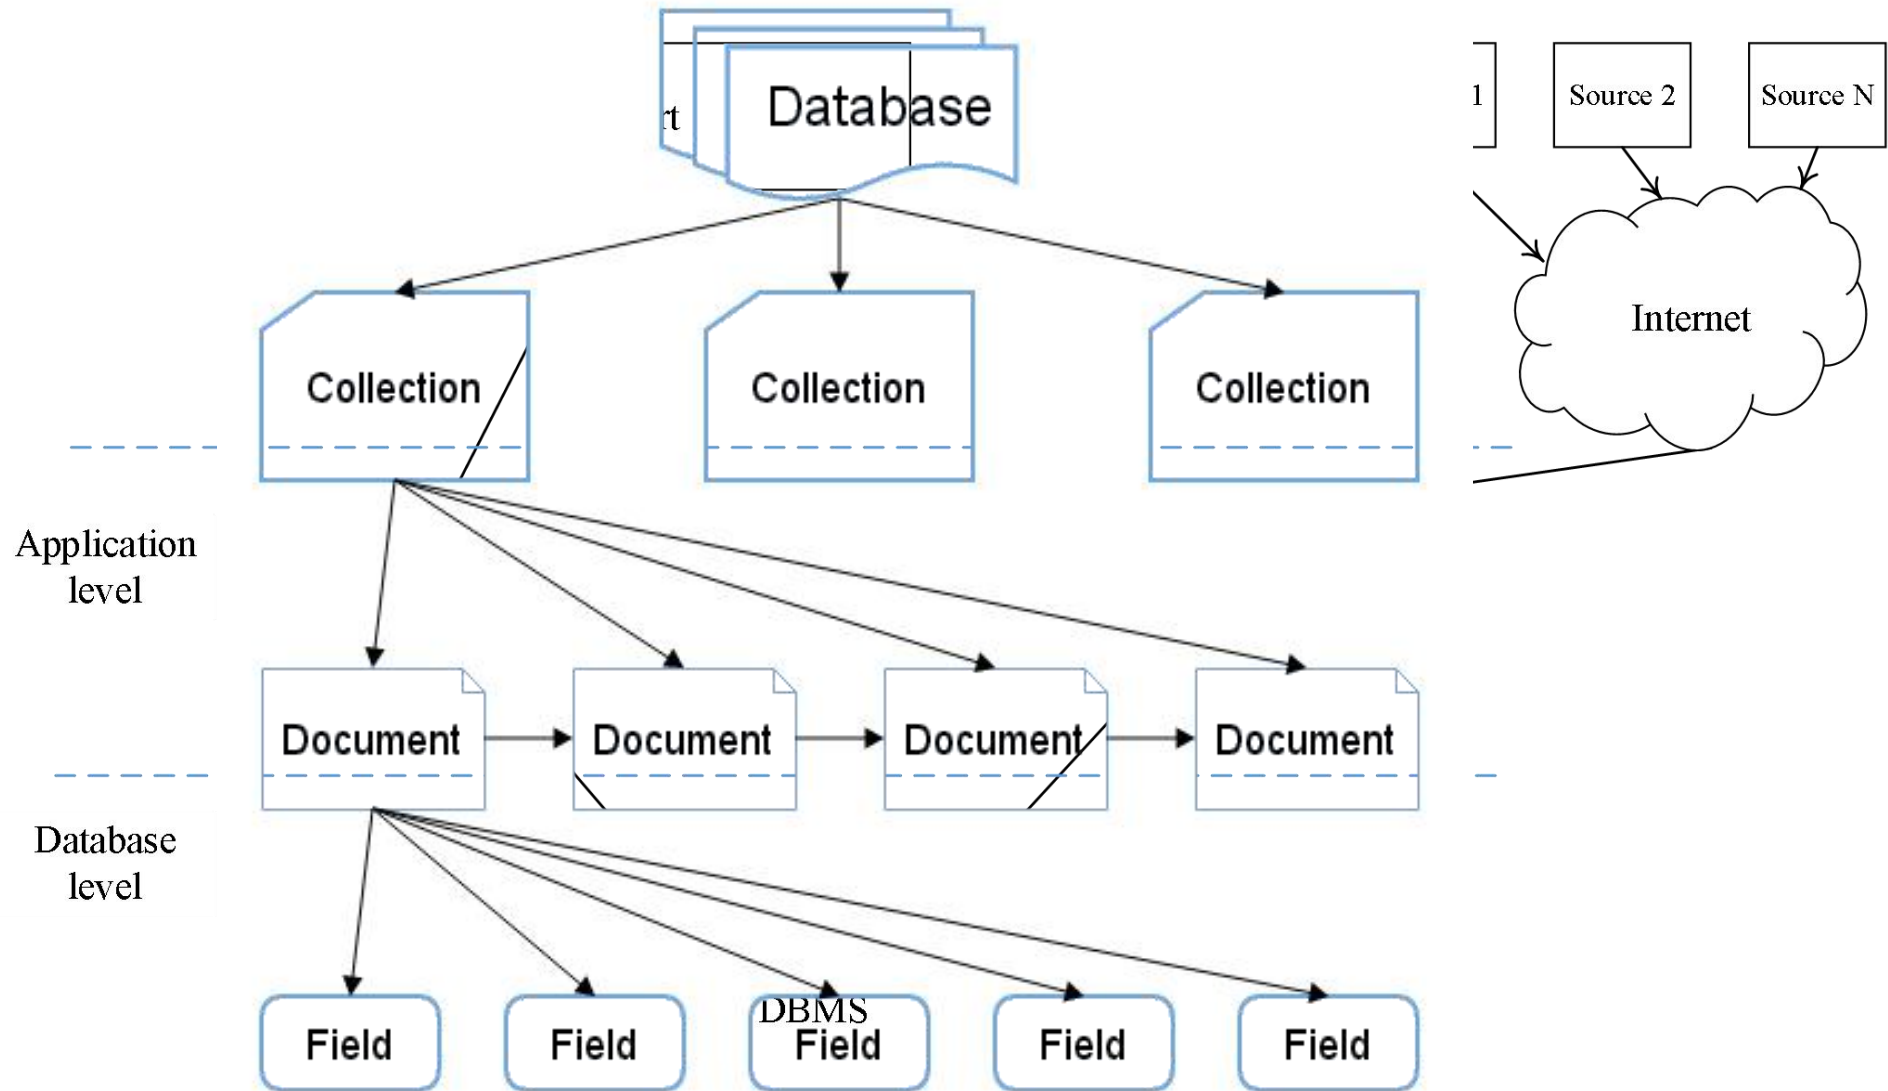 rt
Database
1
Source 2
Source N
Internet
Collection
Collection
Collection
Application
level
Document
Document
Document
Document
Database
level
DBMS
Field
Field
Field
Field
Field